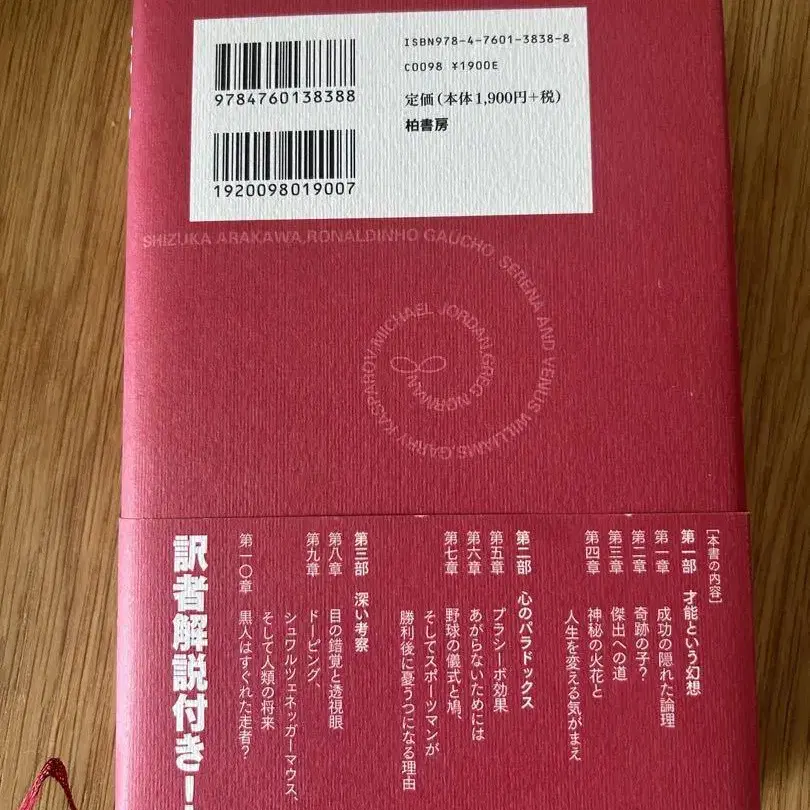 ISBN978-4-7601-3838-8
C0098 ¥1900E
定価(本体1,900円+税)
柏書房
9784760138388
1920098019007
SHIZUKA ARAKAWA,RONALDINHO GAÚCHO SERENA AND VENUS WILLIAMS,GARRY KASPAROV,MICHAEL JORDAN,GREG NORMAN
[本書の内容]
第一部 才能という幻想
第一章 成功の隠れた論理
第二章 奇跡の子?
第三章 傑出への道
第四章 神秘の火花と
人生を変える気がまえ
第二部 心のパラドックス
第五章 プラシーボ効果
第六章 あがらないためには
第七章 野球の儀式と鳩、
そしてスポーツマンが
勝利後に憂うつになる理由
第三部 深い考察
第八章 目の錯覚と透視眼
第九章 ドーピング、
シュワルツェネッガーマウス、
そして人類の将来
第一〇章 黒人はすぐれた走者?
訳者解説付き!